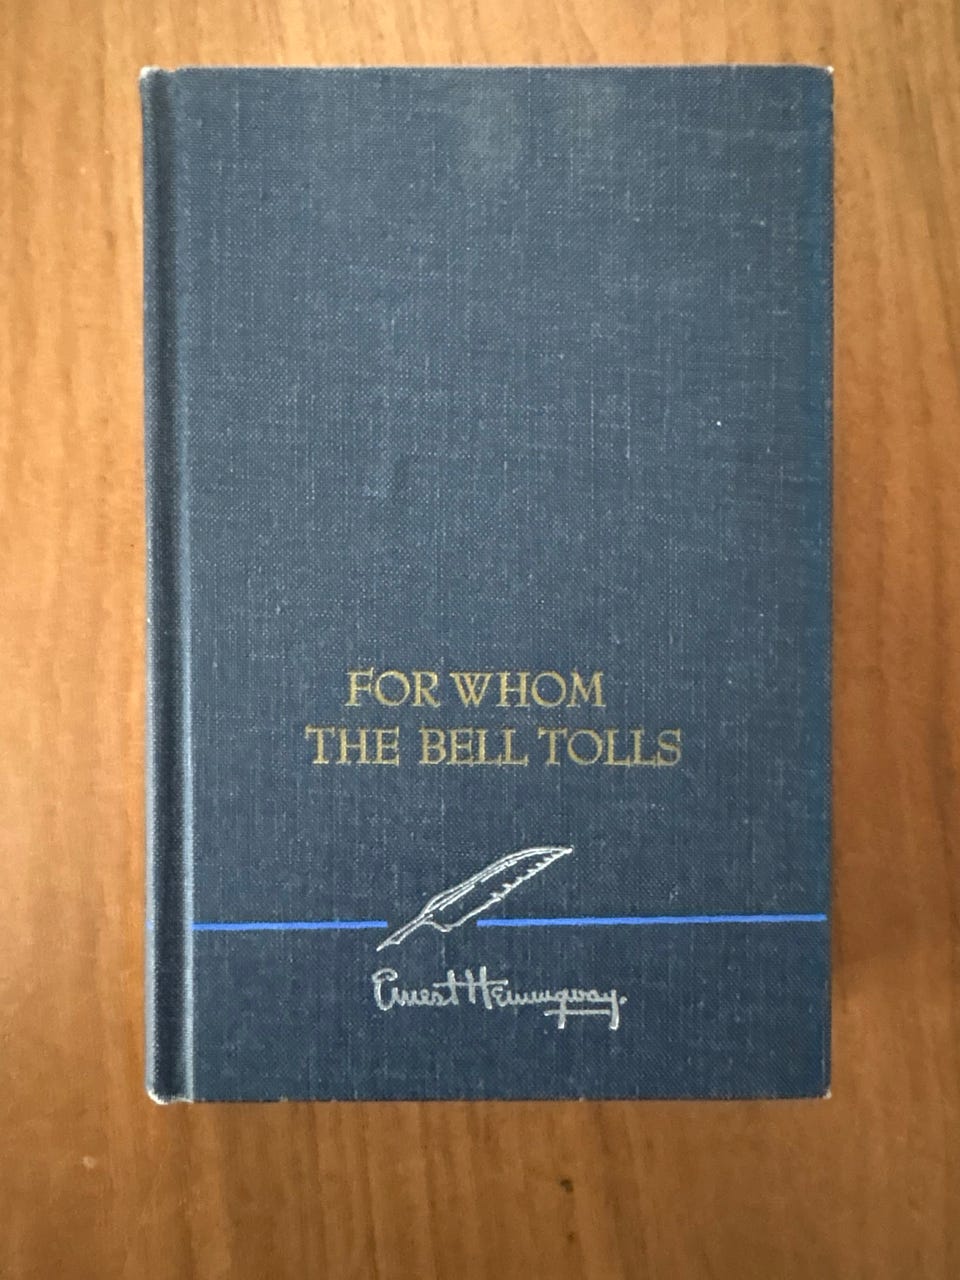 FOR WHOM
THE BELL TOLLS
Ernest Hemingway.